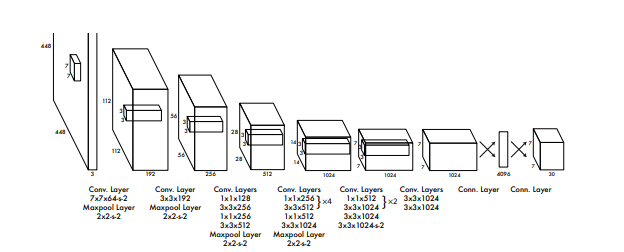 448
448
7
7
3
112
112
3
3
192
56
56
3
3
256
28
28
3
3
512
14
14
3
3
1024
7
7
3
3
1024
7
7
1024
4096
7
7
30
Conv. Layer
7x7x64-s-2
Maxpool Layer
2x2-s-2
Conv. Layer
3x3x192
Maxpool Layer
2x2-s-2
Conv. Layers
1x1x128
3x3x256
1x1x256
3x3x512
Maxpool Layer
2x2-s-2
Conv. Layers
1x1x256
3x3x512
}×4
1x1x512
3x3x1024
Maxpool Layer
2x2-s-2
Conv. Layers
1x1x512
3x3x1024
}×2
3x3x1024
3x3x1024-s-2
Conv. Layers
3x3x1024
3x3x1024
Conn. Layer
Conn. Layer